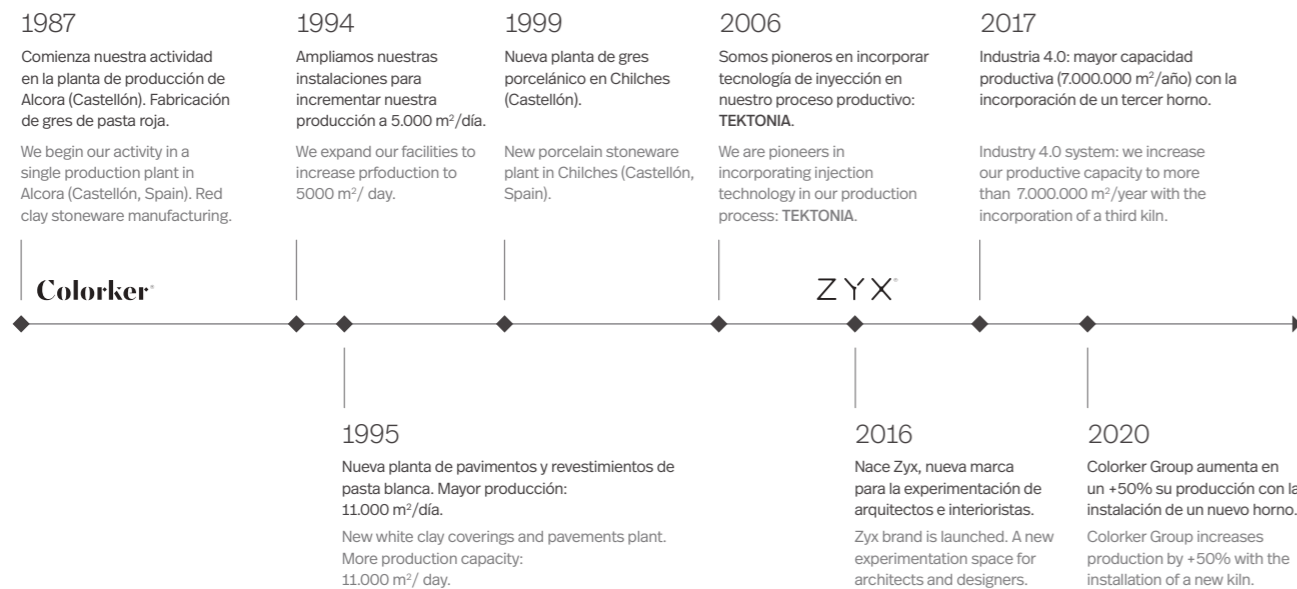 1987
Comienza nuestra actividad
en la planta de producción de
Alcora (Castellón). Fabricación
de gres de pasta roja.
We begin our activity in a
single production plant in
Alcora (Castellón, Spain). Red
clay stoneware manufacturing.
1994
Ampliamos nuestras
instalaciones para
incrementar nuestra
producción a 5.000 m²/día.
We expand our facilities to
increase prfoduction to
5000 m²/ day.
1999
Nueva planta de gres
porcelánico en Chilches
(Castellón).
New porcelain stoneware
plant in Chilches (Castellón,
Spain).
2006
Somos pioneros en incorporar
tecnología de inyección en
nuestro proceso productivo:
TEKTONIA.
We are pioneers in
incorporating injection
technology in our production
process: TEKTONIA.
2017
Industria 4.0: mayor capacidad
productiva (7.000.000 m²/año) con la
incorporación de un tercer horno.
Industry 4.0 system: we increase
our productive capacity to more
than 7.000.000 m²/year with the
incorporation of a third kiln.
Colorker®
ZYX®
1995
Nueva planta de pavimentos y revestimientos de
pasta blanca. Mayor producción:
11.000 m²/día.
New white clay coverings and pavements plant.
More production capacity:
11.000 m²/ day.
2016
Nace Zyx, nueva marca
para la experimentación de
arquitectos e interioristas.
Zyx brand is launched. A new
experimentation space for
architects and designers.
2020
Colorker Group aumenta en
un +50% su producción con la
instalación de un nuevo horno.
Colorker Group increases
production by +50% with the
installation of a new kiln.